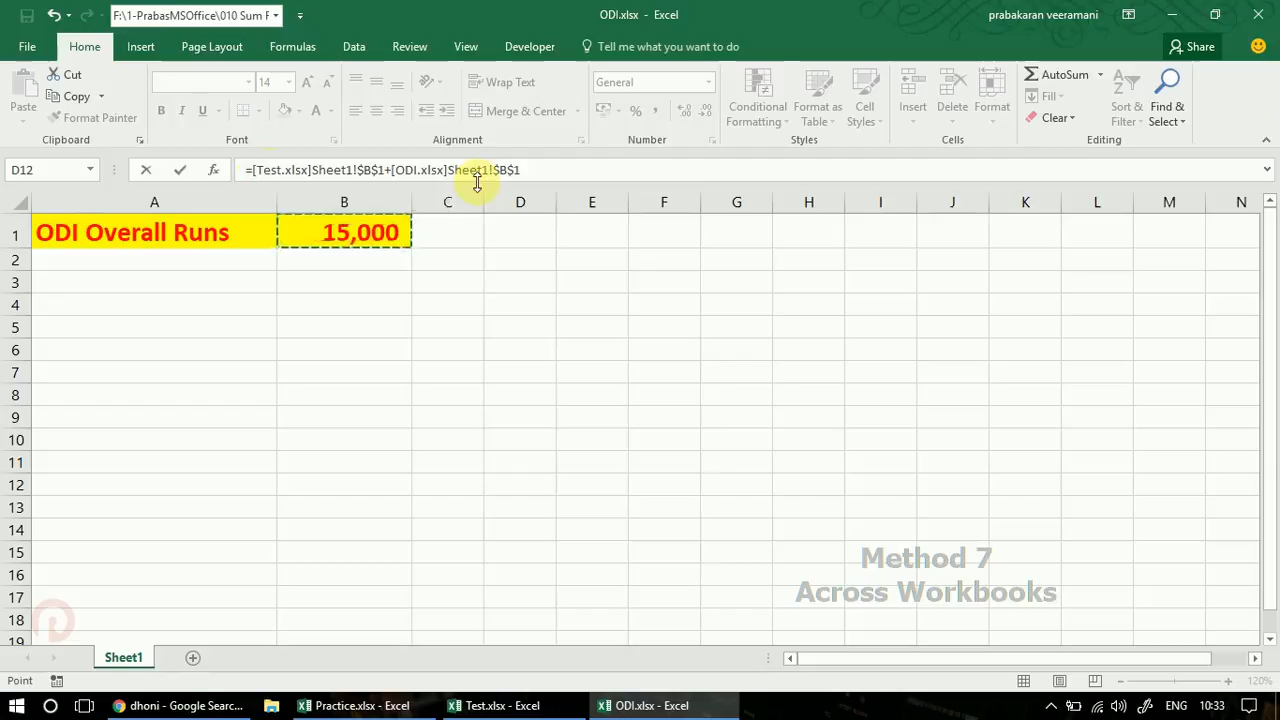 F:\1-PrabasMSOffice\010 Sum F
ODI.xlsx - Excel
prabakaran veeramani
File Home Insert Page Layout Formulas Data Review View Developer Tell me what you want to do Share
Paste Cut Copy Format Painter
14
Wrap Text
Merge & Center
General
Conditional Formatting Format as Table Cell Styles
Insert Delete Format
AutoSum
Fill
Clear
Sort & Filter Find & Select
Clipboard Font Alignment Number Styles Cells Editing
D12 fx =[Test.xlsx]Sheet1!$B$1+[ODI.xlsx]Sheet1!$B$1
A B C D E F G H I J K L M N
1 ODI Overall Runs 15,000
2
3
4
5
6
7
8
9
10
11
12
13
14
15
16
17
18
19
Method 7
Across Workbooks
Sheet1
Point 120%
dhoni - Google Searc... Practice.xlsx - Excel Test.xlsx - Excel ODI.xlsx - Excel ENG 10:33